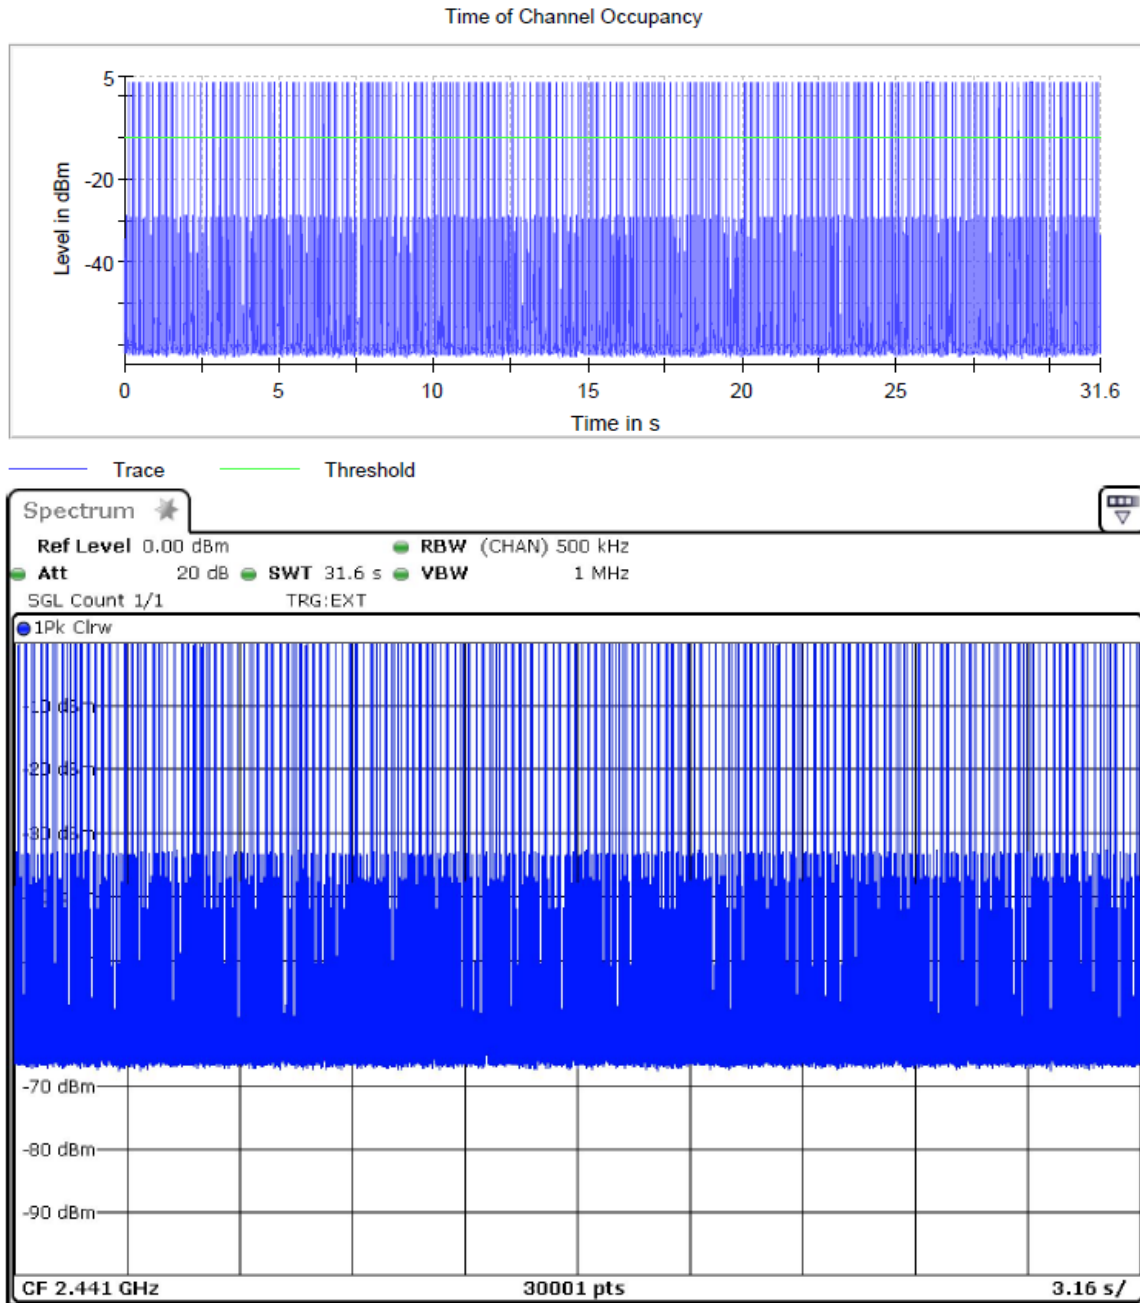 Time of Channel Occupancy
5
-20
-40
Level in dBm
0 5 10 15 20 25 31.6
Time in s
Trace Threshold
Spectrum
Ref Level 0.00 dBm RBW (CHAN) 500 kHz
Att 20 dB SWT 31.6 s VBW 1 MHz
SGL Count 1/1 TRG:EXT
1Pk Clrw
-10 dBm
-20 dBm
-30 dBm
-70 dBm
-80 dBm
-90 dBm
CF 2.441 GHz 30001 pts 3.16 s/